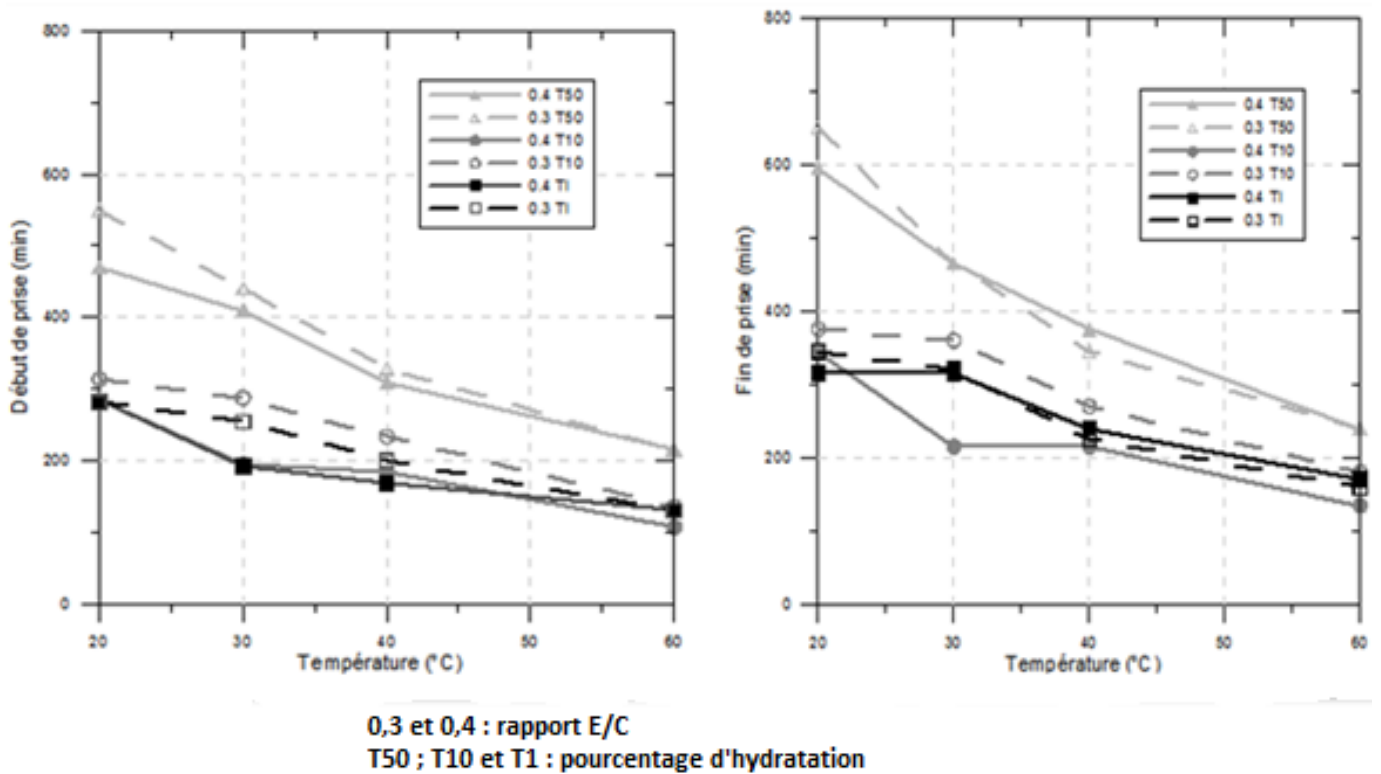 800
600
400
200
0
Début de prise (min)
0.4 T50
0.3 T50
0.4 T10
0.3 T10
0.4 TI
0.3 TI
20 30 40 50 60
Température (°C)
800
600
400
200
0
Fin de prise (min)
0.4 T50
0.3 T50
0.4 T10
0.3 T10
0.4 TI
0.3 TI
20 30 40 50 60
Température (°C)
0,3 et 0,4 : rapport E/C
T50 ; T10 et T1 : pourcentage d'hydratation